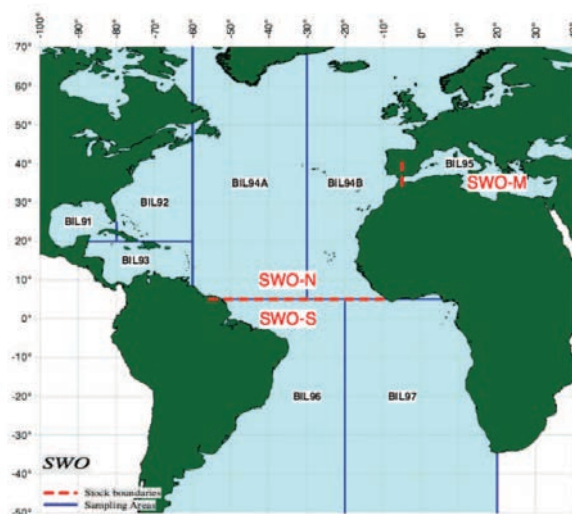 -100° -90° -80° -70° -60° -50° -40° -30° -20° -10° 0° 10° 20° 30°
70°
60°
50°
40°
30°
20°
10°
0°
-10°
-20°
-30°
-40°
-50°
BIL95
SWO-M
BIL94A
BIL94B
BIL92
BIL91
BIL93
SWO-N
SWO-S
BIL96
BIL97
SWO
Stock boundaries
Sampling Areas